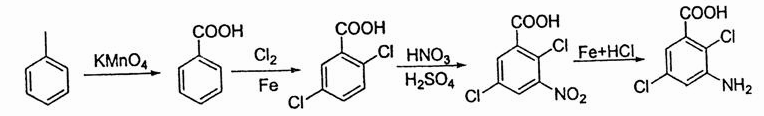 COOH COOH COOH COOH
KMnO₄ Cl₂ Cl HNO₃ Cl Fe+HCl Cl
Fe H₂SO₄
Cl Cl NO₂ Cl NH₂